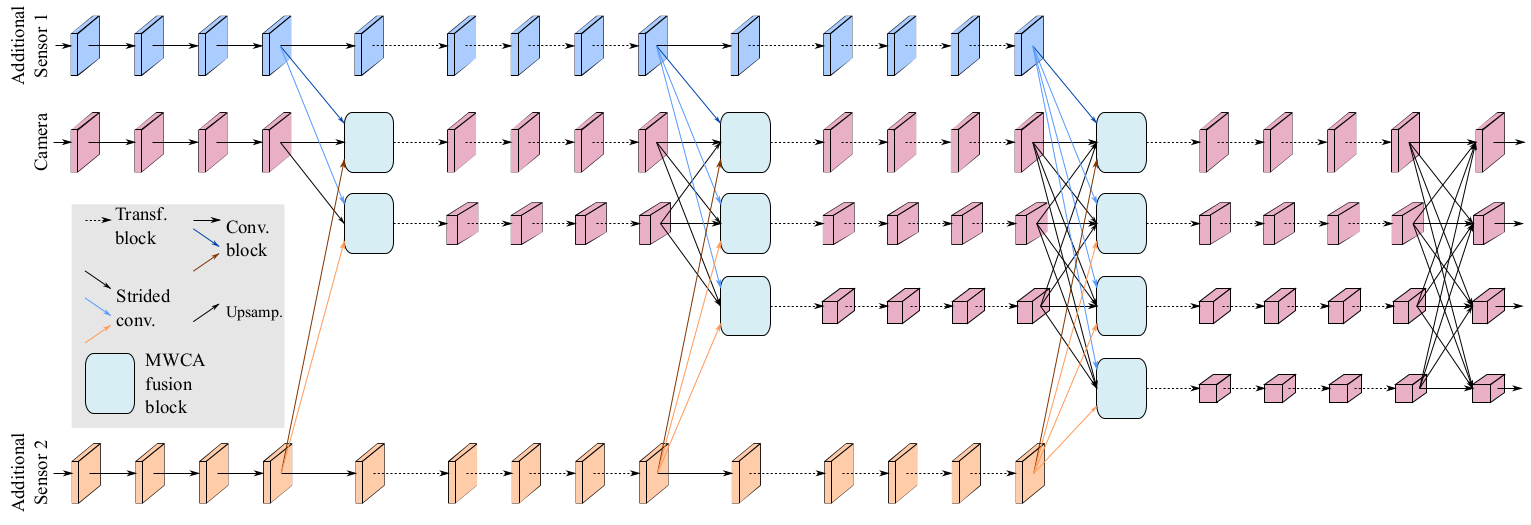 Additional
Sensor 1
Camera
Transf.
block
Conv.
block
Strided
conv.
Upsamp.
MWCA
fusion
block
Additional
Sensor 2